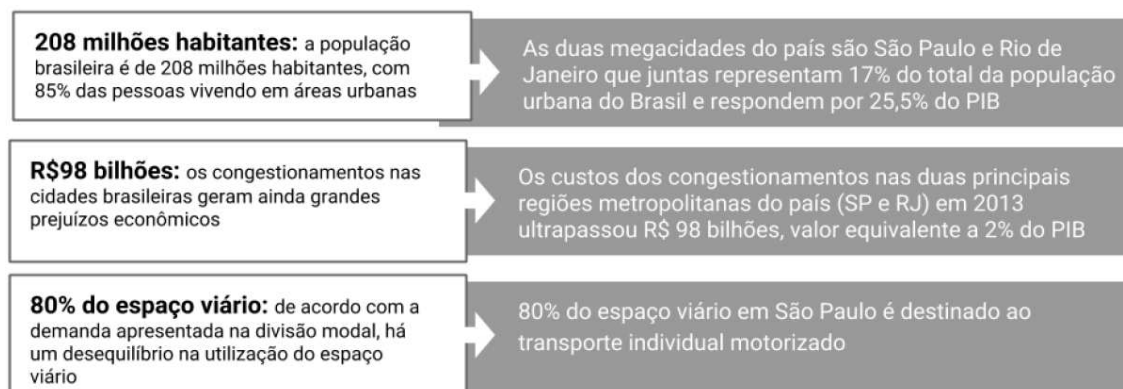 208 milhões habitantes: a população
brasileira é de 208 milhões habitantes, com
85% das pessoas vivendo em áreas urbanas
As duas megacidades do país são São Paulo e Rio de
Janeiro que juntas representam 17% do total da população
urbana do Brasil e respondem por 25,5% do PIB
R$98 bilhões: os congestionamentos nas
cidades brasileiras geram ainda grandes
prejuízos econômicos
Os custos dos congestionamentos nas duas principais
regiões metropolitanas do país (SP e RJ) em 2013
ultrapassou R$ 98 bilhões, valor equivalente a 2% do PIB
80% do espaço viário: de acordo com a
demanda apresentada na divisão modal, há
um desequilíbrio na utilização do espaço
viário
80% do espaço viário em São Paulo é destinado ao
transporte individual motorizado